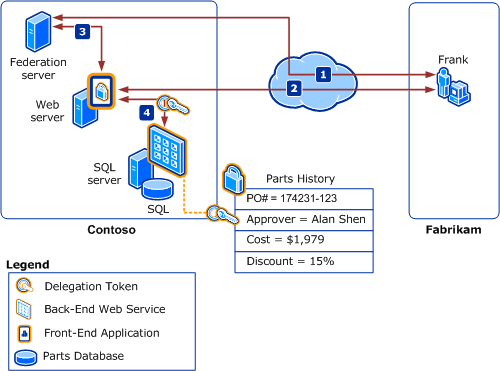 3
Federation
server
1
Frank
Web
server
2
4
SQL
server
SQL
Parts History
PO# = 174231-123
Approver = Alan Shen
Cost = $1,979
Discount = 15%
Contoso
Fabrikam
Legend
Delegation Token
Back-End Web Service
Front-End Application
Parts Database